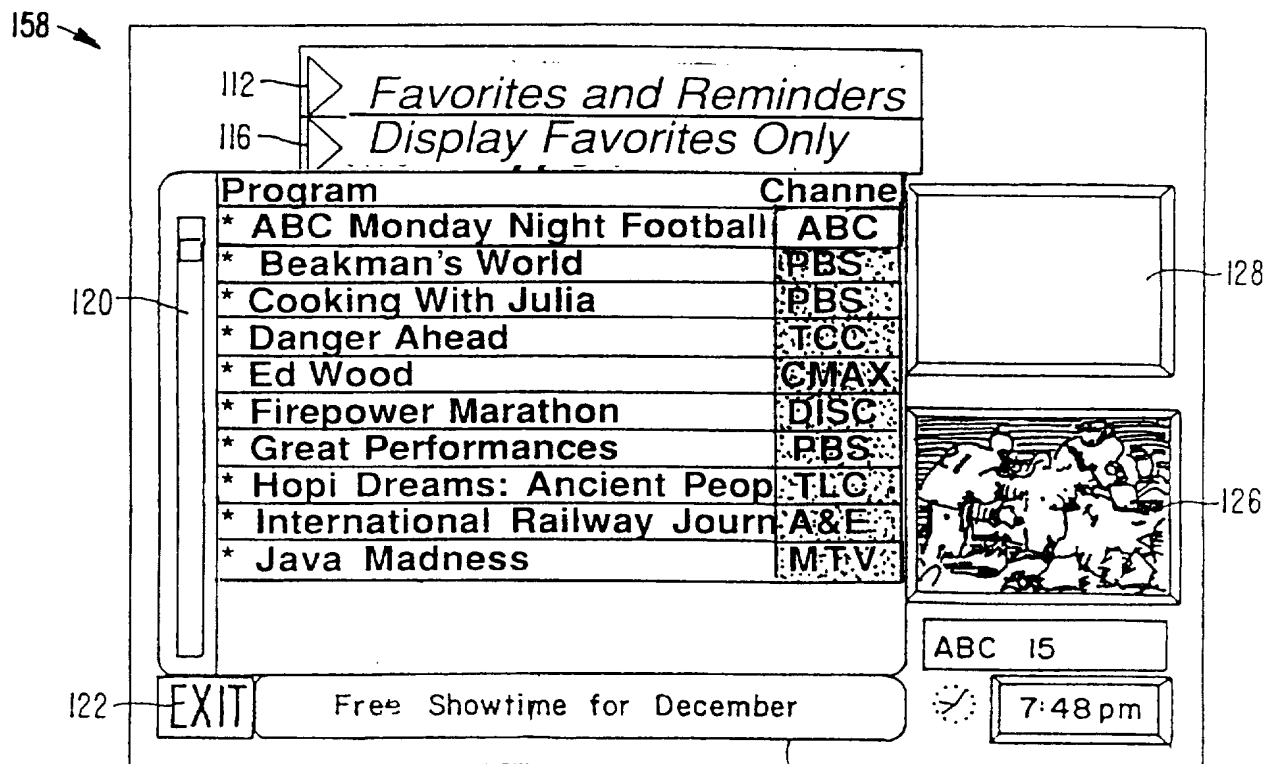 158
112 Favorites and Reminders
116 Display Favorites Only
Program Channel
* ABC Monday Night Football ABC
* Beakman's World PBS
* Cooking With Julia PBS
120
128
* Danger Ahead TCC
* Ed Wood CMAX
* Firepower Marathon DISC
* Great Performances PBS
* Hopi Dreams: Ancient Peop TLC
126
* International Railway Journ A&E
* Java Madness MTV
ABC 15
122 EXIT Free Showtime for December 7:48 pm